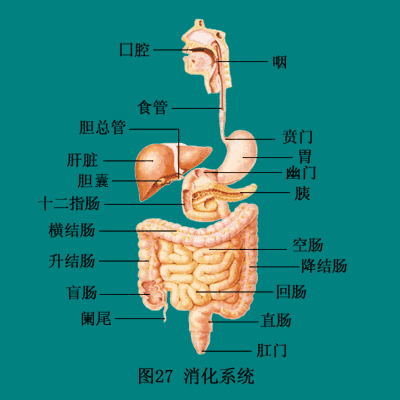 口腔
咽
食管
胆总管
贲门
肝脏
胃
胆囊
幽门
十二指肠
胰
横结肠
空肠
升结肠
降结肠
盲肠
回肠
阑尾
直肠
肛门
图27 消化系统